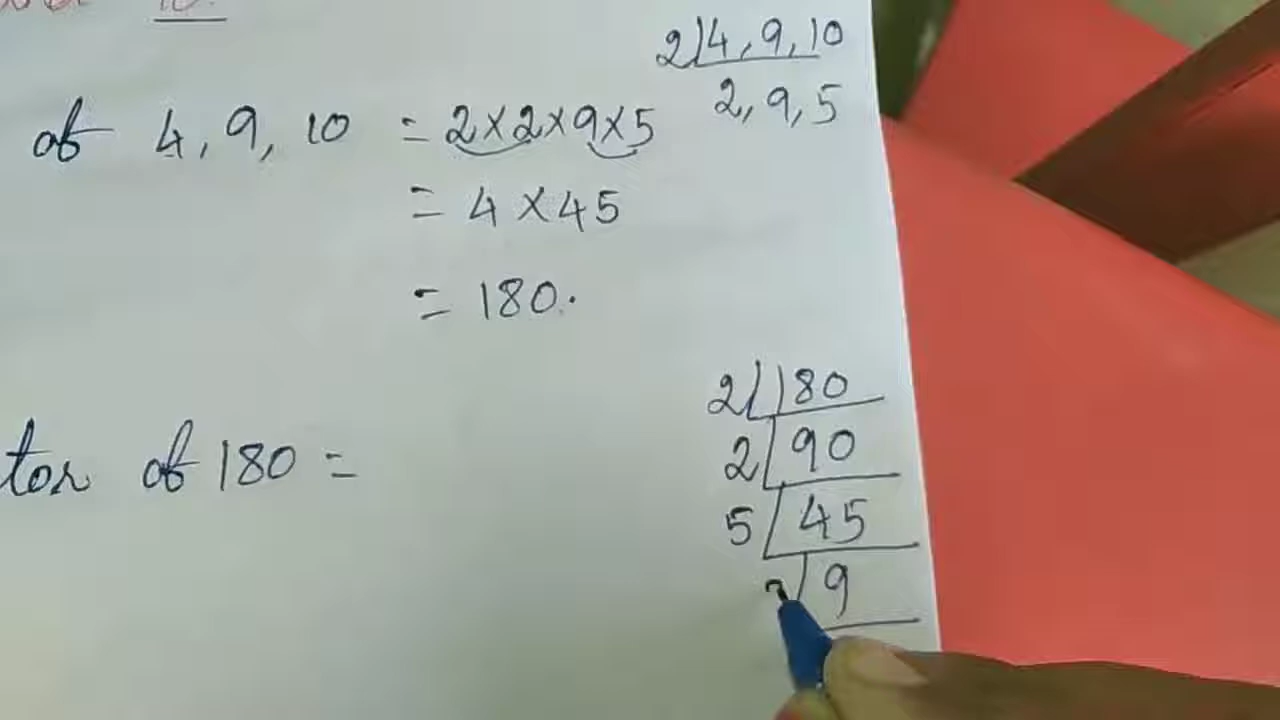 2 4, 9, 10
2, 9, 5
of 4, 9, 10 = 2 × 2 × 9 × 5
= 4 × 45
= 180.
2 180
2 90
tor of 180 =
5 45
9